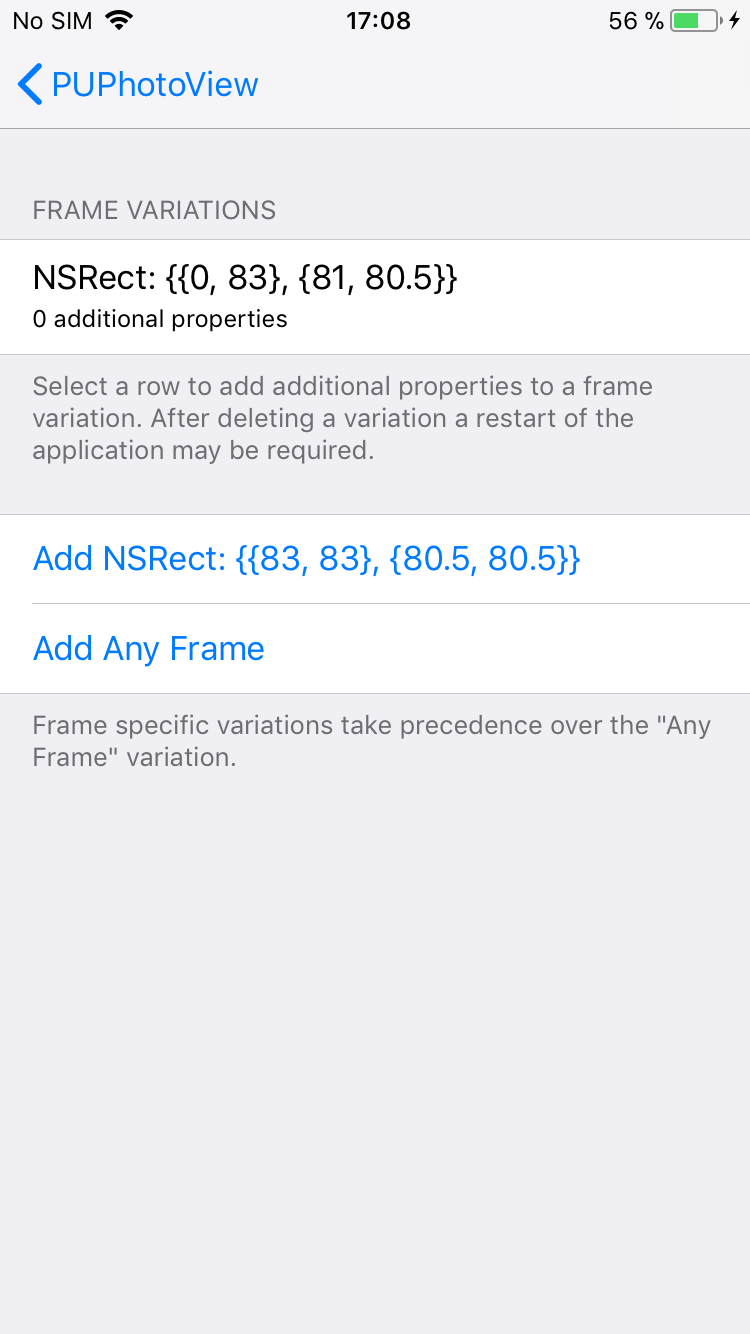 No SIM 17:08 56 %
PUPhotoView
FRAME VARIATIONS
NSRect: {{0, 83}, {81, 80.5}}
0 additional properties
Select a row to add additional properties to a frame
variation. After deleting a variation a restart of the
application may be required.
Add NSRect: {{83, 83}, {80.5, 80.5}}
Add Any Frame
Frame specific variations take precedence over the "Any
Frame" variation.